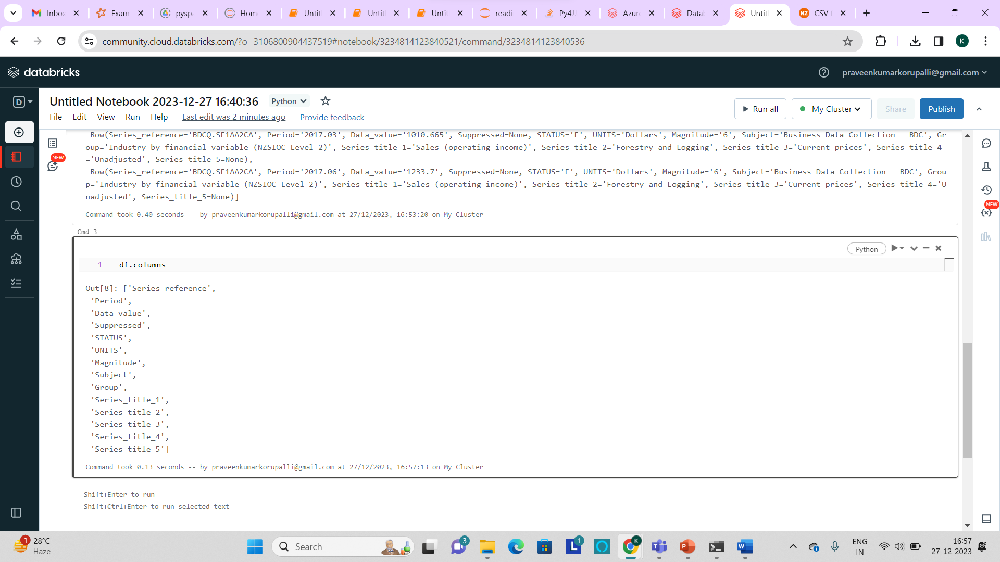 Inbox
Exam
pyspa
Hom
Untit
Untit
Untit
readi
Py4JJ
Azure
Datal
Untit
CSV f
community.cloud.databricks.com/?o=3106800904437519#notebook/3234814123840521/command/3234814123840536
K
databricks
praveenkumarkorupalli@gmail.com
D
Untitled Notebook 2023-12-27 16:40:36
Python
File Edit View Run Help Last edit was 2 minutes ago Provide feedback
Run all
My Cluster
Share
Publish
NEW
NEW
Row(Series_reference='BDCQ.SF1AA2CA', Period='2017.03', Data_value='1010.665', Suppressed=None, STATUS='F', UNITS='Dollars', Magnitude='6', Subject='Business Data Collection - BDC', Gr
oup='Industry by financial variable (NZSIOC Level 2)', Series_title_1='Sales (operating income)', Series_title_2='Forestry and Logging', Series_title_3='Current prices', Series_title_4
='Unadjusted', Series_title_5=None),
Row(Series_reference='BDCQ.SF1AA2CA', Period='2017.06', Data_value='1233.7', Suppressed=None, STATUS='F', UNITS='Dollars', Magnitude='6', Subject='Business Data Collection - BDC', Grou
p='Industry by financial variable (NZSIOC Level 2)', Series_title_1='Sales (operating income)', Series_title_2='Forestry and Logging', Series_title_3='Current prices', Series_title_4='U
nadjusted', Series_title_5=None)]
Command took 0.40 seconds -- by praveenkumarkorupalli@gmail.com at 27/12/2023, 16:53:20 on My Cluster
Cmd 3
Python
1 df.columns
Out[8]: ['Series_reference',
'Period',
'Data_value',
'Suppressed',
'STATUS',
'UNITS',
'Magnitude',
'Subject',
'Group',
'Series_title_1',
'Series_title_2',
'Series_title_3',
'Series_title_4',
'Series_title_5']
Command took 0.13 seconds -- by praveenkumarkorupalli@gmail.com at 27/12/2023, 16:57:13 on My Cluster
Shift+Enter to run
Shift+Ctrl+Enter to run selected text
1
28°C
Haze
Search
3
1
K
ENG
IN
16:57
27-12-2023